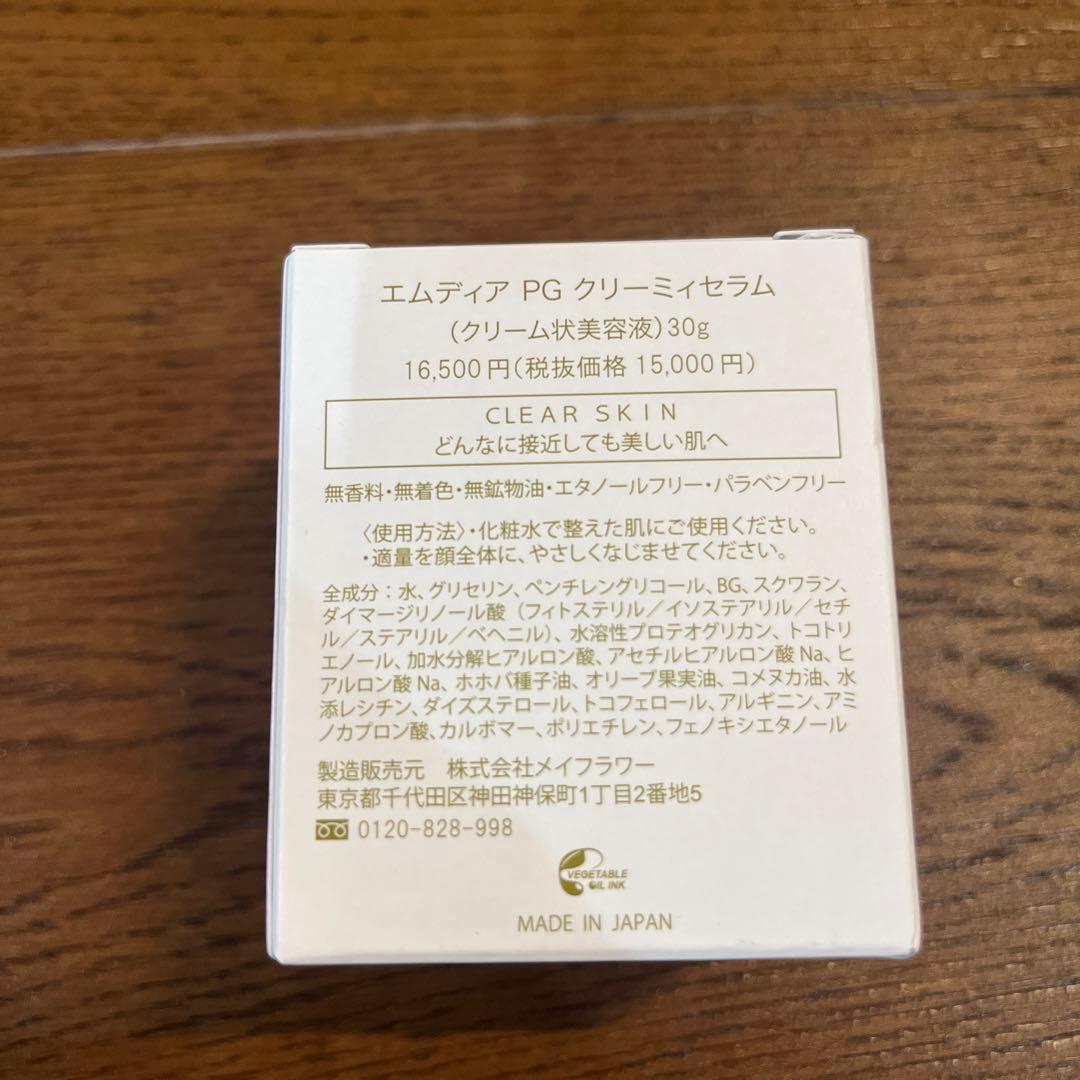 エムディア PG クリーミィセラム
(クリーム状美容液)30g
16,500円(税抜価格 15,000円)
CLEAR SKIN
どんなに接近しても美しい肌へ
無香料・無着色・無鉱物油・エタノールフリー・パラベンフリー
〈使用方法〉・化粧水で整えた肌にご使用ください。
・適量を顔全体に、やさしくなじませてください。
全成分：水、グリセリン、ペンチレングリコール、BG、スクワラン、
ダイマージリノール酸（フィトステリル／イソステアリル／セチ
ル／ステアリル／ベヘニル）、水溶性プロテオグリカン、トコトリ
エノール、加水分解ヒアルロン酸、アセチルヒアルロン酸 Na、ヒ
アルロン酸 Na、ホホバ種子油、オリーブ果実油、コメヌカ油、水
添レシチン、ダイズステロール、トコフェロール、アルギニン、アミ
ノカプロン酸、カルボマー、ポリエチレン、フェノキシエタノール
製造販売元　株式会社メイフラワー
東京都千代田区神田神保町1丁目2番地5
0120-828-998
VEGETABLE
OIL INK
MADE IN JAPAN